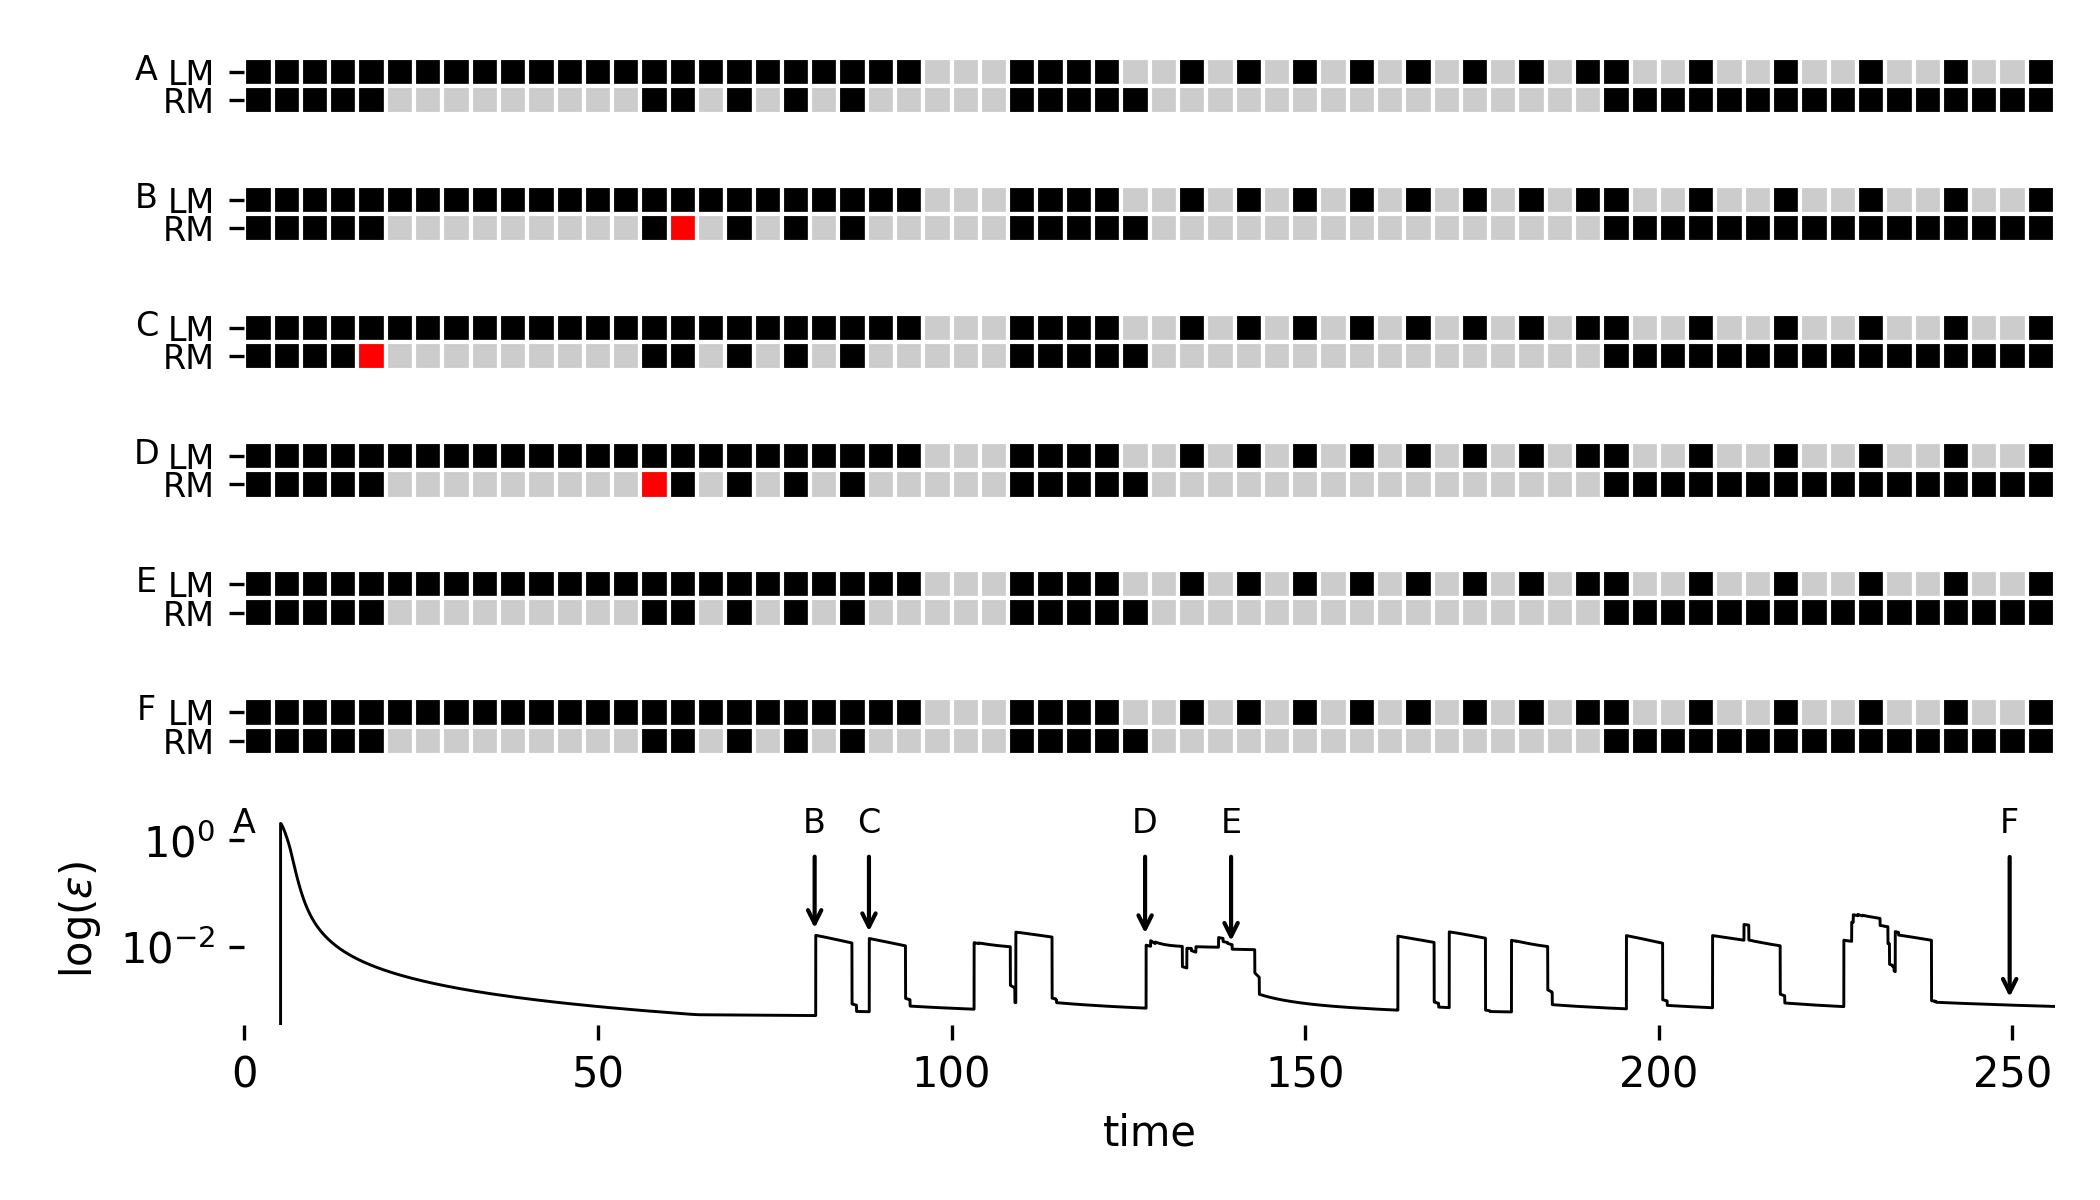 A LM
RM
B LM
RM
C LM
RM
D LM
RM
E LM
RM
F LM
RM
A B C D E F
10⁰
10⁻²
log(ε)
0 50 100 150 200 250
time